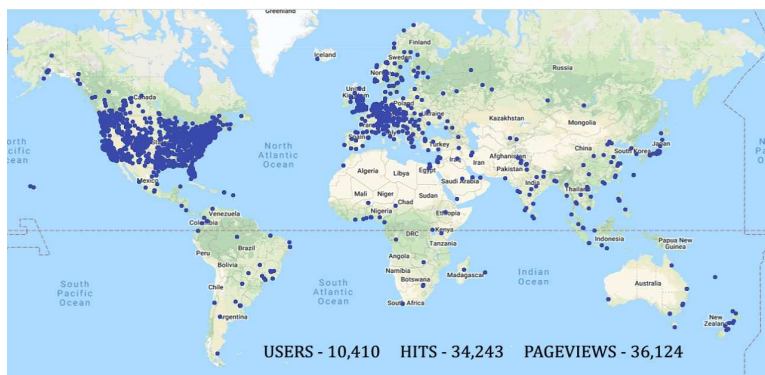 Greenland
Iceland
Finland
Sweden
Russia
Canada
United
Kingdom
Poland
Ukraine
Spain
Kazakhstan
Mongolia
North
Atlantic
Ocean
Turkey
Afghanistan
China
South Korea
Japan
Iran
Pakistan
Algeria
Libya
Egypt
Saudi Arabia
Mexico
India
Mali
Niger
Chad
Sudan
Thailand
Nigeria
Ethiopia
Venezuela
Colombia
DRC
Kenya
Tanzania
Indonesia
Papua New
Guinea
Brazil
Peru
Bolivia
Angola
Namibia
Botswana
Madagascar
Indian
Ocean
South
Pacific
Ocean
South
Atlantic
Ocean
Chile
Australia
South Africa
Argentina
New
Zealand
USERS - 10,410 HITS - 34,243 PAGEVIEWS - 36,124